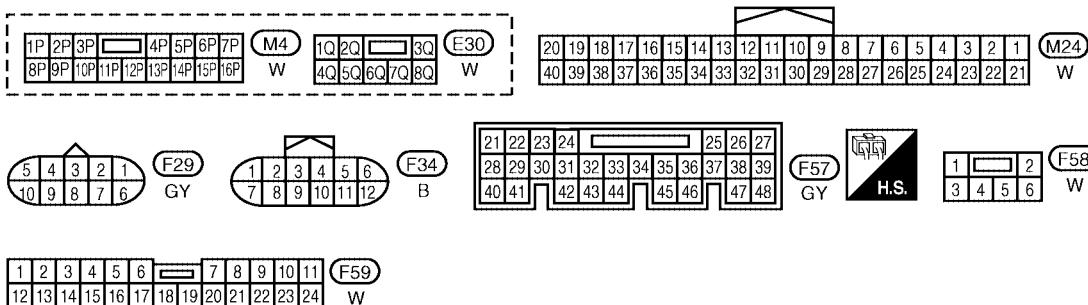 1P 2P 3P 4P 5P 6P 7P M4 1Q 2Q 3Q E30 20 19 18 17 16 15 14 13 12 11 10 9 8 7 6 5 4 3 2 1 M24
8P 9P 10P 11P 12P 13P 14P 15P 16P W 4Q 5Q 6Q 7Q 8Q W 40 39 38 37 36 35 34 33 32 31 30 29 28 27 26 25 24 23 22 21 W
5 4 3 2 1 F29 1 2 3 4 5 6 F34 21 22 23 24 25 26 27 1 2 F58
10 9 8 7 6 GY 7 8 9 10 11 12 B 28 29 30 31 32 33 34 35 36 37 38 39 F57 3 4 5 6 W
40 41 42 43 44 45 46 47 48 GY H.S.
1 2 3 4 5 6 7 8 9 10 11 F59
12 13 14 15 16 17 18 19 20 21 22 23 24 W